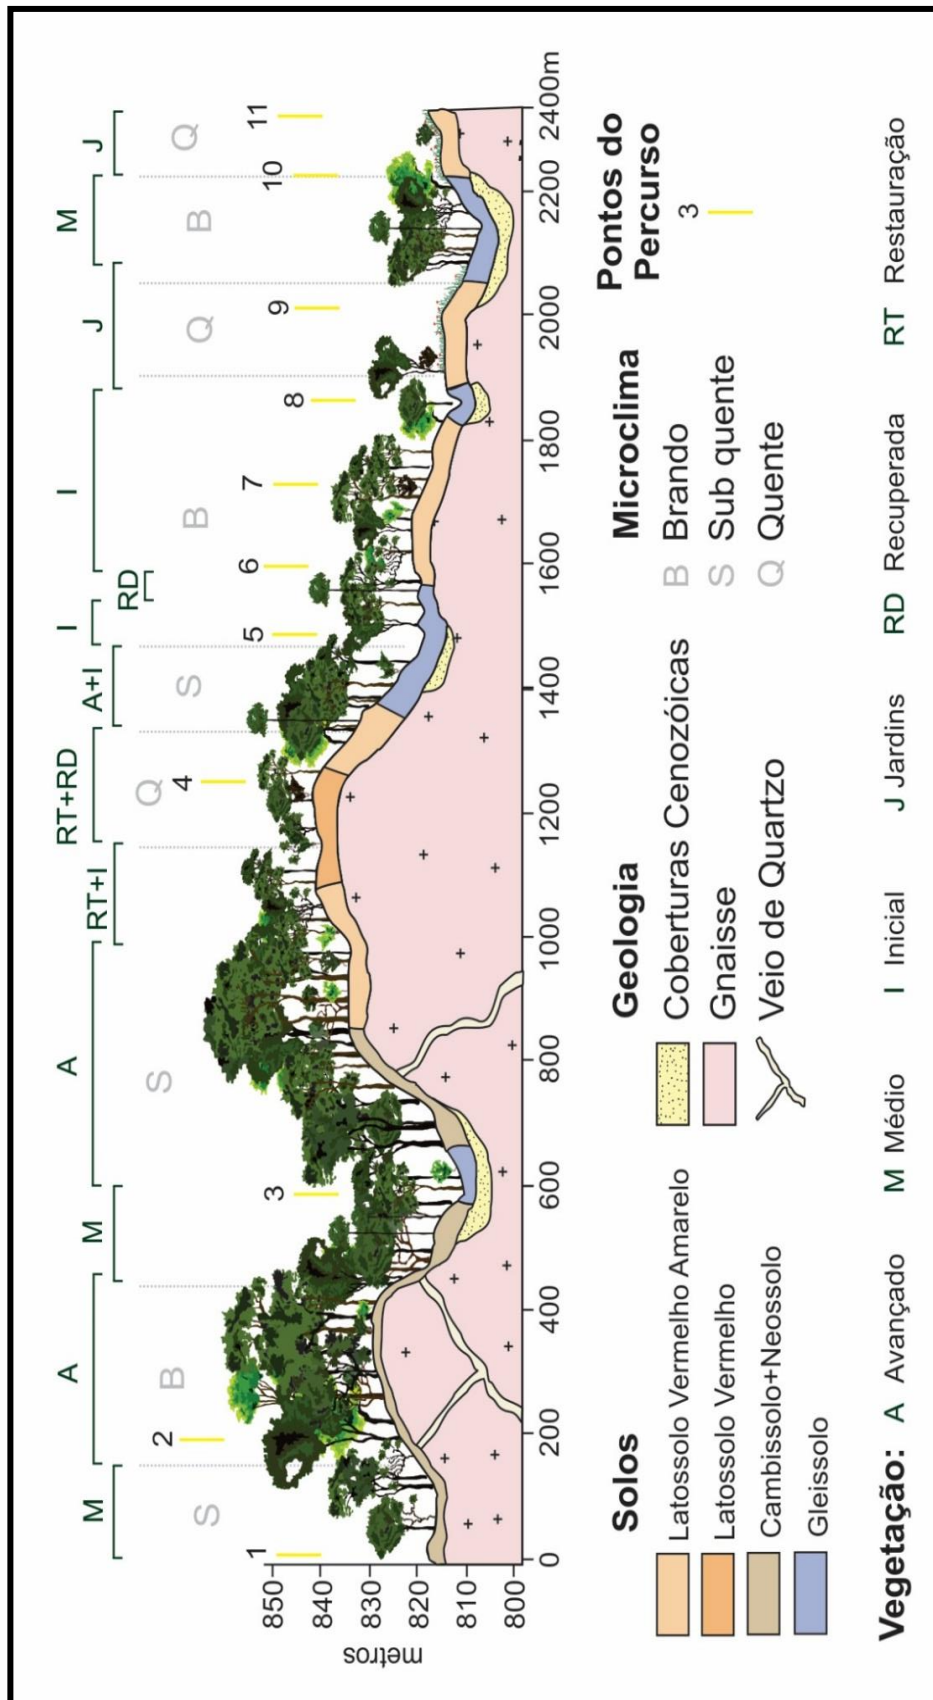 M A M A RT+I RT+RD A+I I RD I J M J
S B S Q S B Q B Q
1 2 3 4 5 6 7 8 9 10 11
850
840
830
820
810
800
metros
0 200 400 600 800 1000 1200 1400 1600 1800 2000 2200 2400m
Solos
Latossolo Vermelho Amarelo
Latossolo Vermelho
Cambissolo+Neossolo
Gleissolo
Geologia
Coberturas Cenozóicas
Gnaisse
Veio de Quartzo
Microclima
B Brando
S Sub quente
Q Quente
Pontos do
Percurso
3
Vegetação: A Avançado M Médio I Inicial J Jardins RD Recuperada RT Restauração